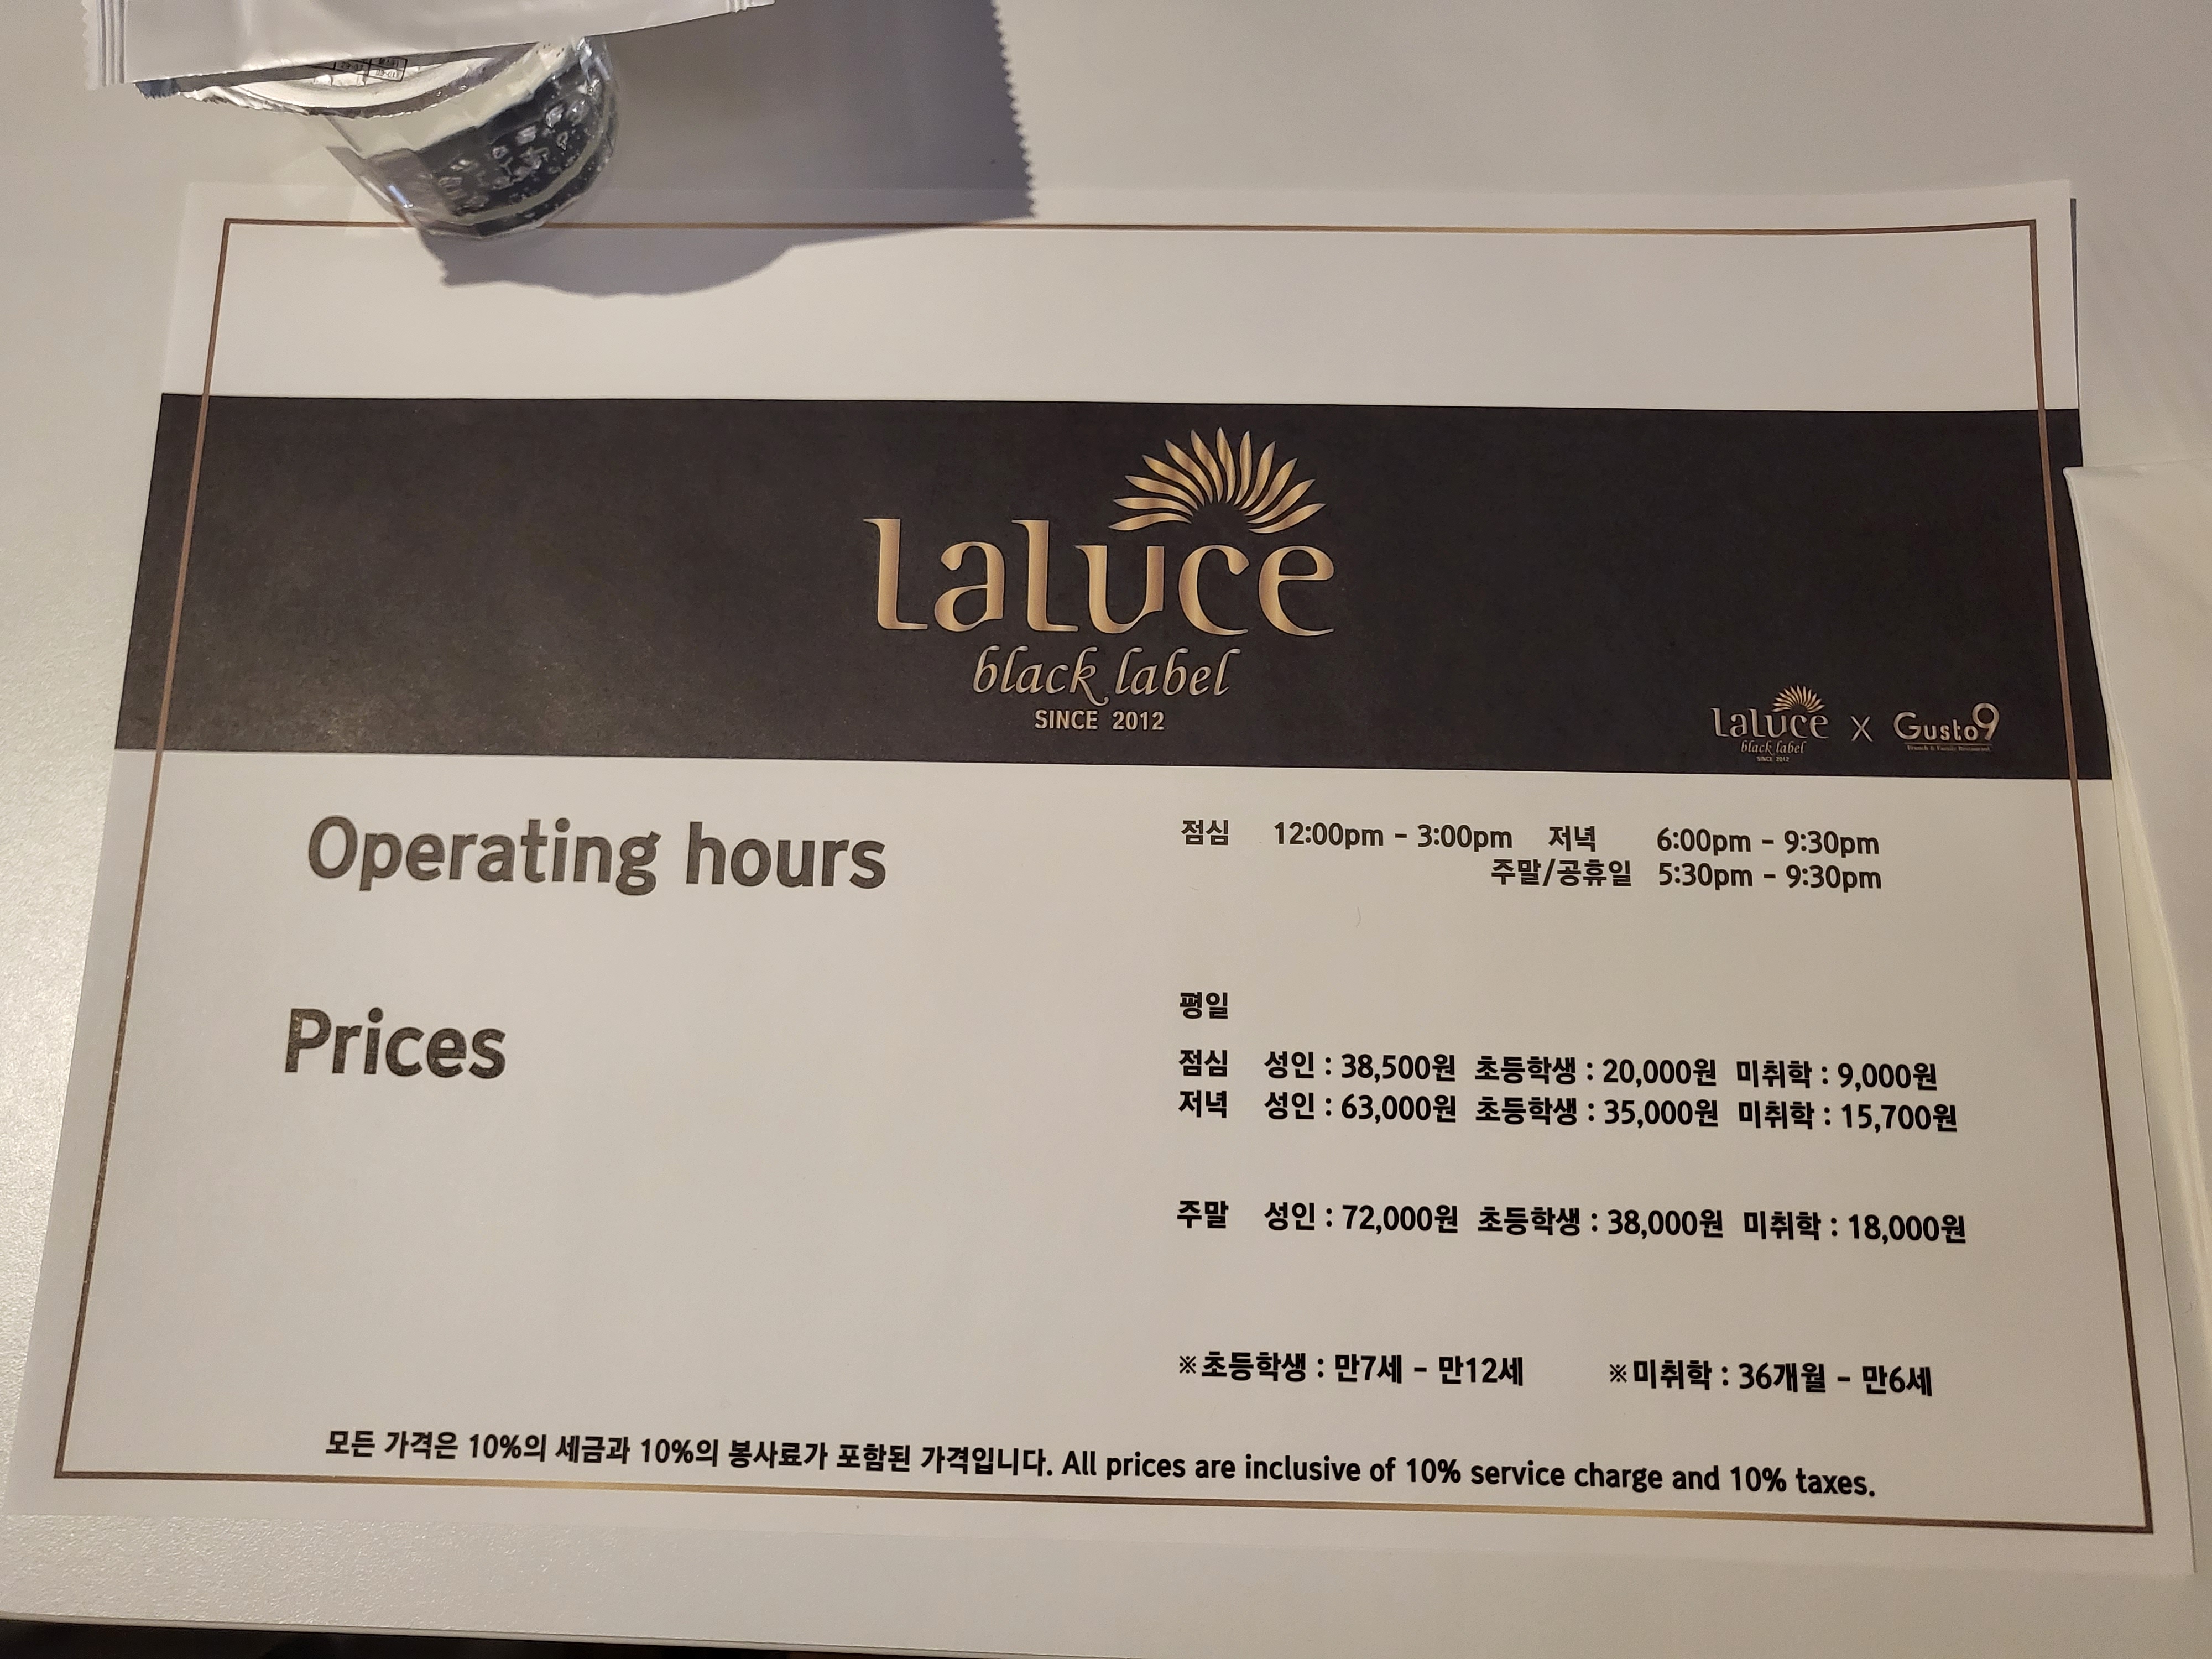 Laluce
black label
SINCE 2012
Laluce X Gusto9
black label
SINCE 2012
Operating hours
점심 12:00pm - 3:00pm 저녁 6:00pm - 9:30pm
주말/공휴일 5:30pm - 9:30pm
Prices
평일
점심 성인 : 38,500원 초등학생 : 20,000원 미취학 : 9,000원
저녁 성인 : 63,000원 초등학생 : 35,000원 미취학 : 15,700원
주말 성인 : 72,000원 초등학생 : 38,000원 미취학 : 18,000원
※초등학생 : 만7세 - 만12세 ※미취학 : 36개월 - 만6세
모든 가격은 10%의 세금과 10%의 봉사료가 포함된 가격입니다. All prices are inclusive of 10% service charge and 10% taxes.